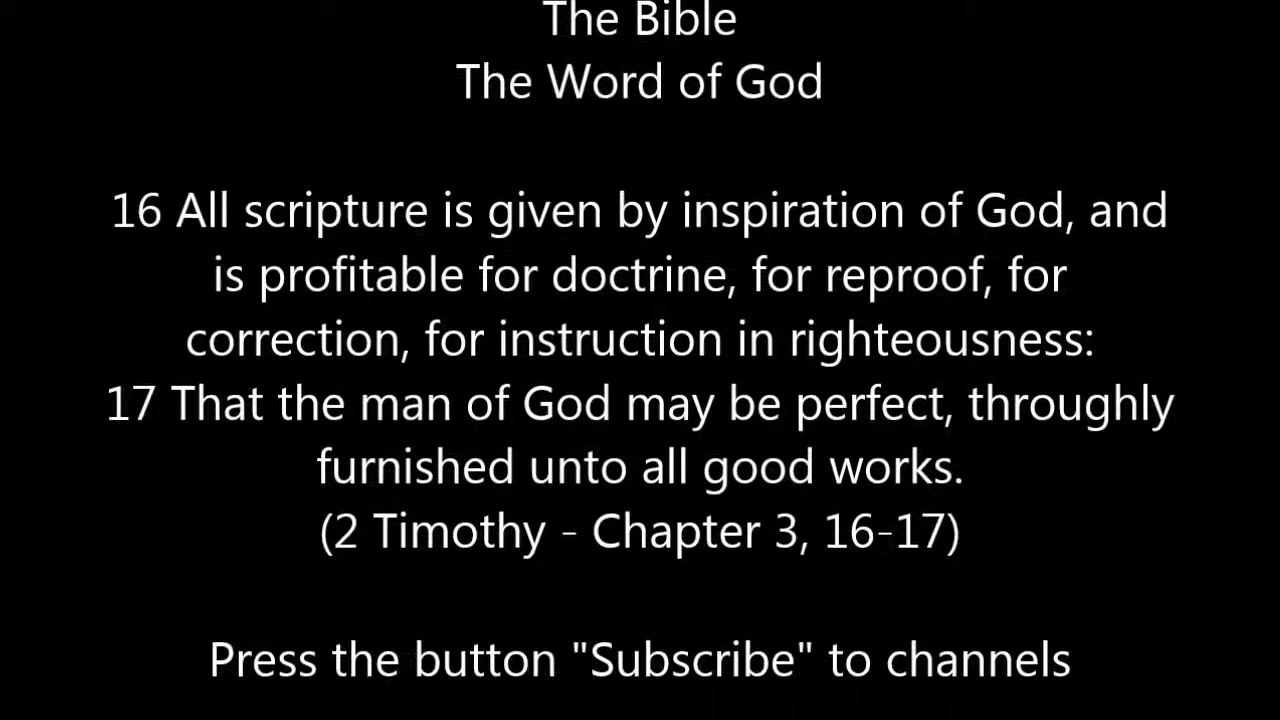 The Bible
The Word of God
16 All scripture is given by inspiration of God, and
is profitable for doctrine, for reproof, for
correction, for instruction in righteousness:
17 That the man of God may be perfect, throughly
furnished unto all good works.
(2 Timothy - Chapter 3, 16-17)
Press the button "Subscribe" to channels